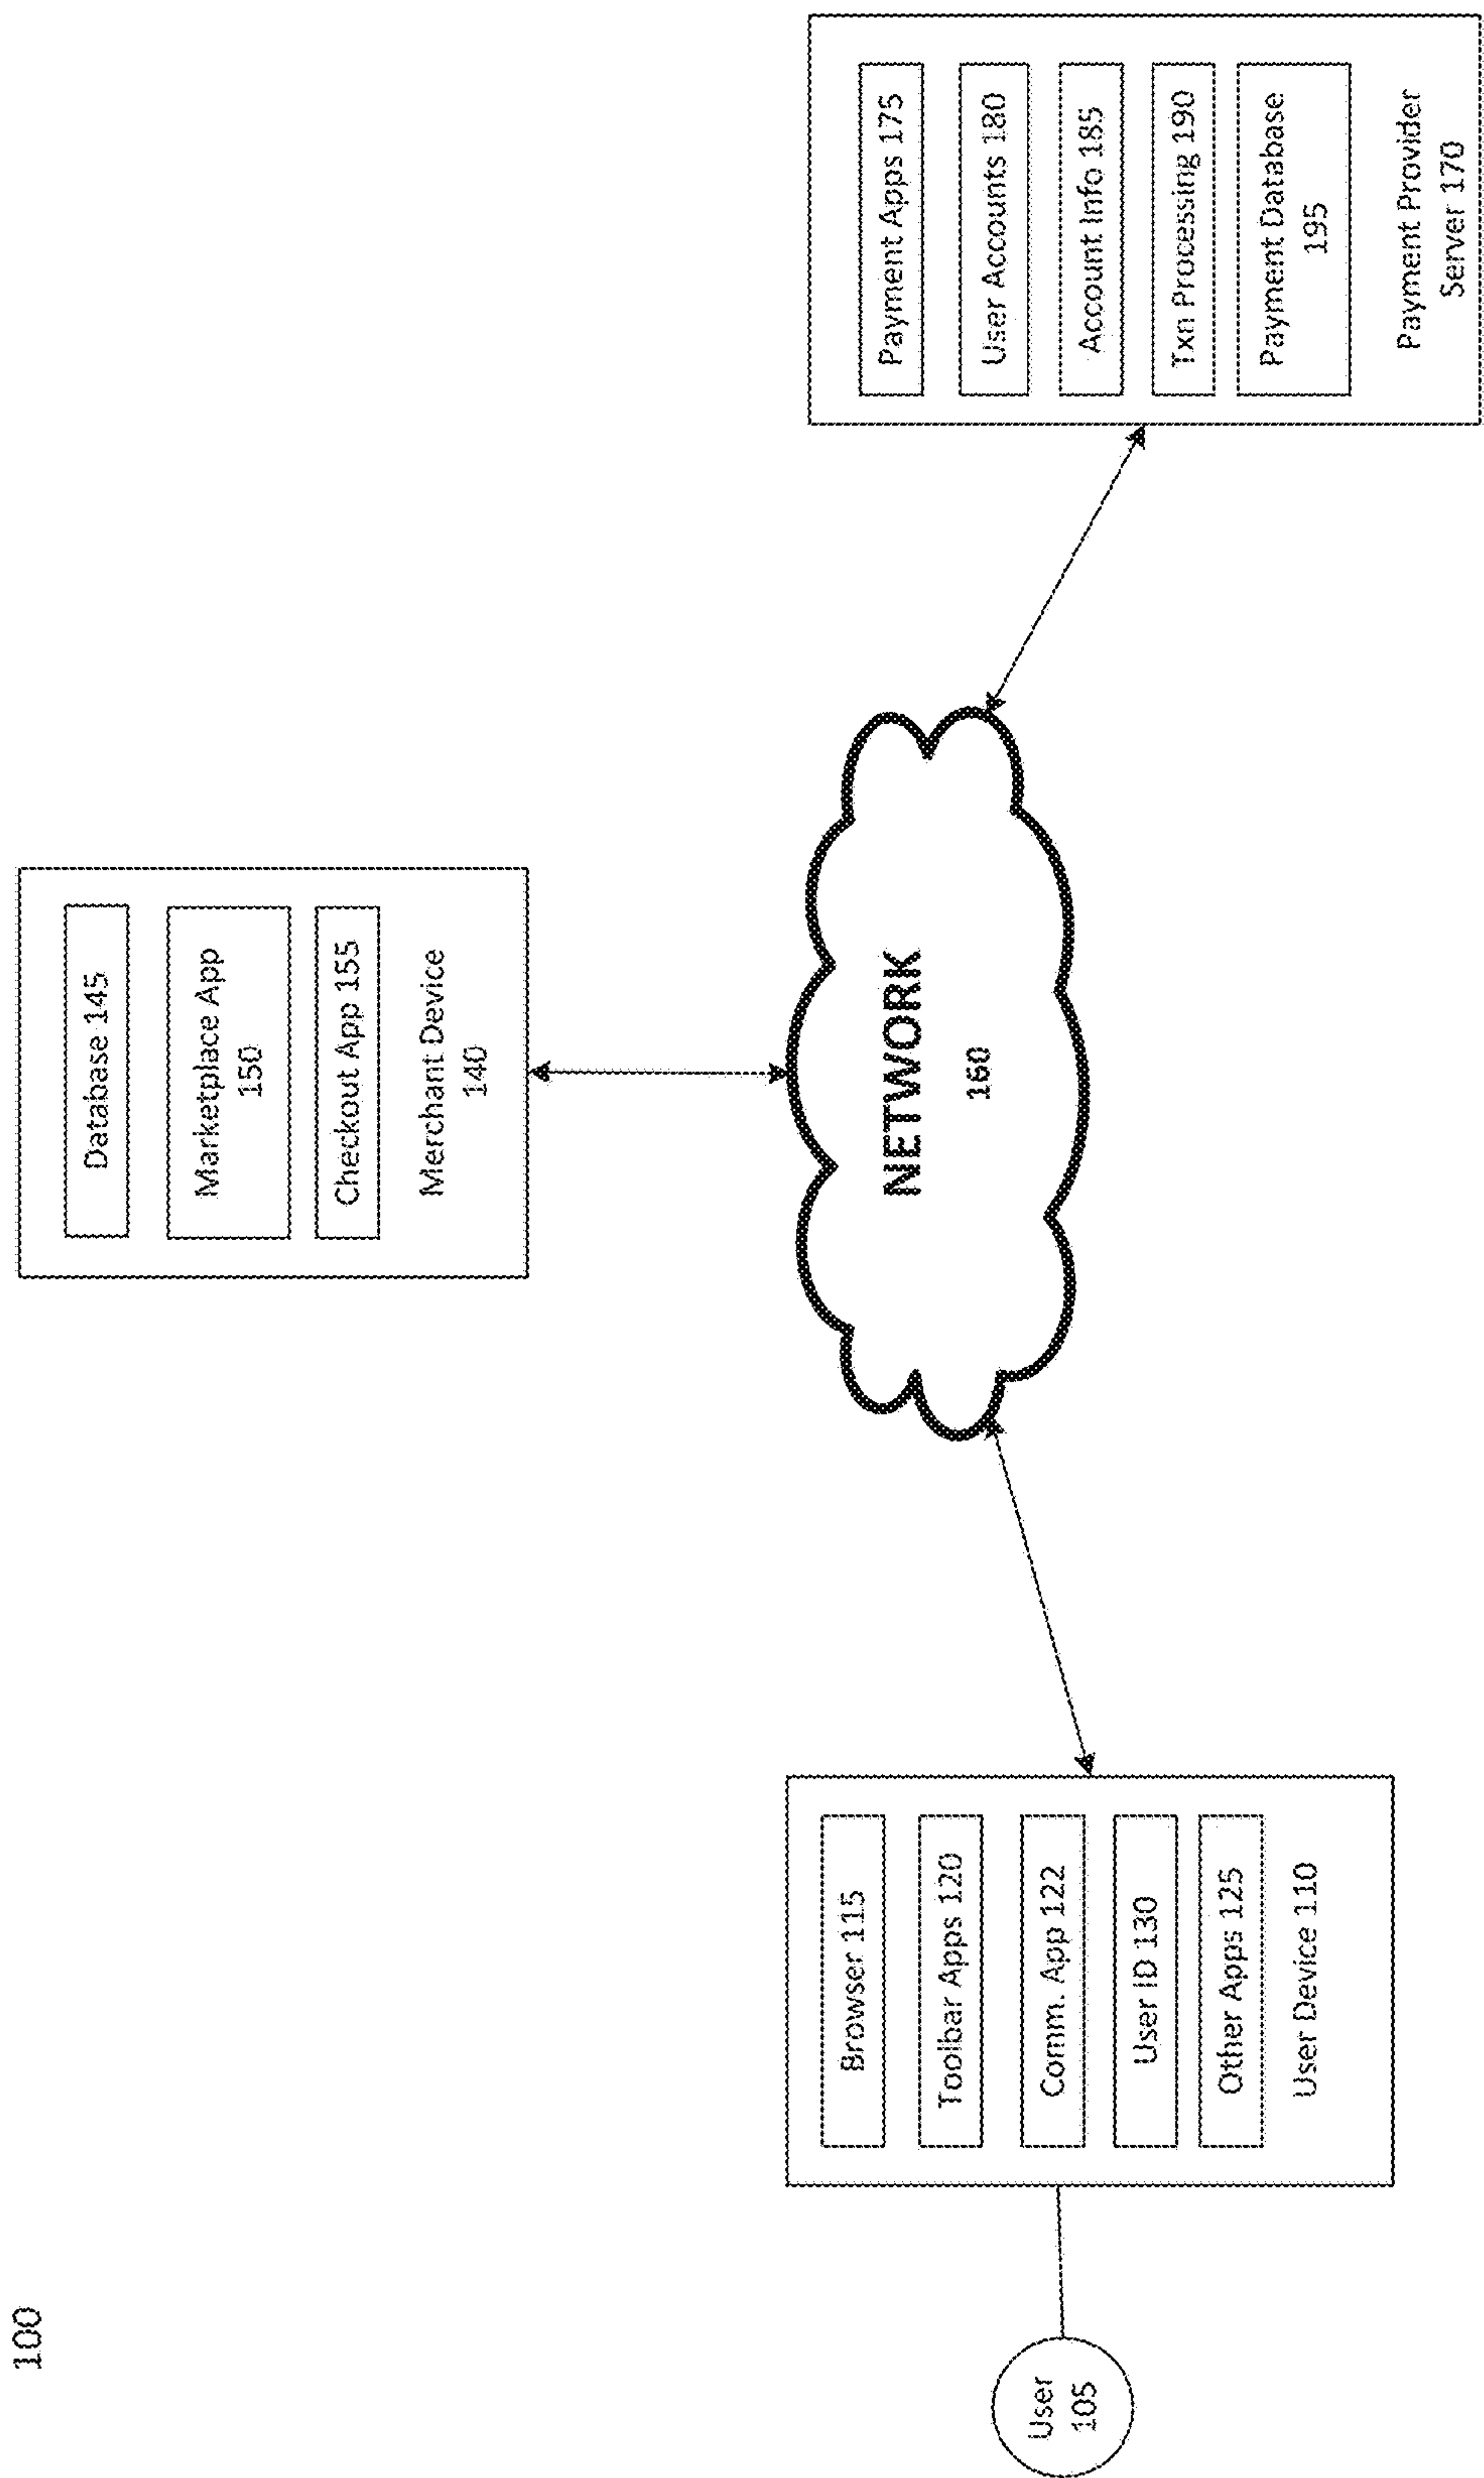 100
Database 145
Marketplace App
150
Checkout App 155
Merchant Device
140
User
105
Browser 115
Toolbar Apps 120
Comm. App 122
User ID 130
Other Apps 125
User Device 110
NETWORK
160
Payment Apps 175
User Accounts 180
Account Info 185
Txn Processing 190
Payment Database
195
Payment Provider
Server 170